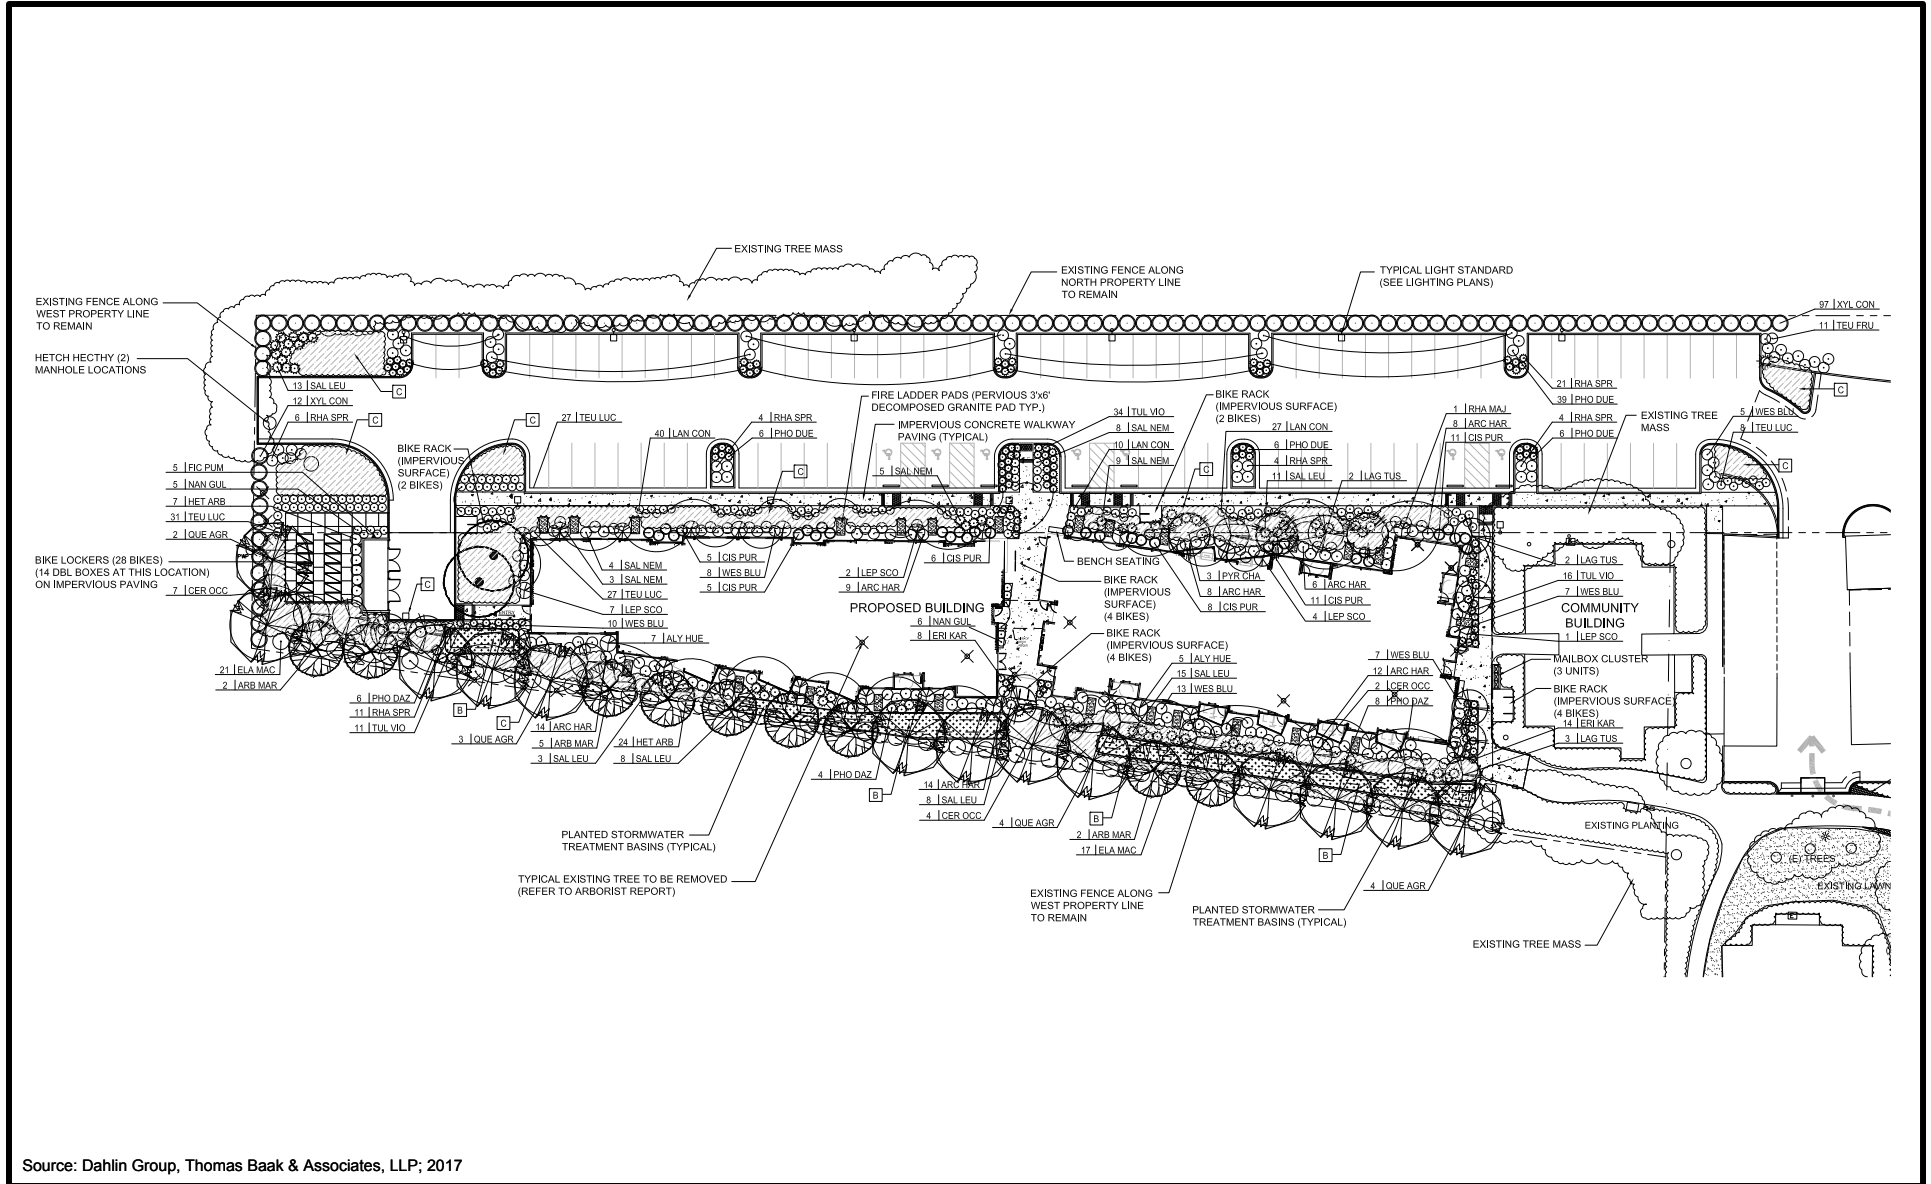 EXISTING TREE MASS
EXISTING FENCE ALONG
NORTH PROPERTY LINE
TO REMAIN
TYPICAL LIGHT STANDARD
(SEE LIGHTING PLANS)
EXISTING FENCE ALONG
WEST PROPERTY LINE
TO REMAIN
97 XYL CON
11 TEU FRU
HETCH HECTHY (2)
MANHOLE LOCATIONS
13 SAL LEU
12 XYL CON
6 RHA SPR
C
C
C
C
27 TEU LUC
40 LAN CON
4 RHA SPR
6 PHO DUE
FIRE LADDER PADS (PERVIOUS 3'x6'
DECOMPOSED GRANITE PAD TYP.)
IMPERVIOUS CONCRETE WALKWAY
PAVING (TYPICAL)
5 SAL NEM
34 TUL VIO
8 SAL NEM
10 LAN CON
9 SAL NEM
BIKE RACK
(IMPERVIOUS SURFACE)
(2 BIKES)
27 LAN CON
6 PHO DUE
4 RHA SPR
11 SAL LEU
2 LAG TUS
C
1 RHA MAJ
8 ARC HAR
11 CIS PUR
21 RHA SPR
39 PHO DUE
4 RHA SPR
6 PHO DUE
EXISTING TREE
MASS
5 WES BLU
8 TEU LUC
C
C
BIKE RACK
(IMPERVIOUS
SURFACE)
(2 BIKES)
5 FIC PUM
5 NAN GUL
7 HET ARB
31 TEU LUC
2 QUE AGR
BIKE LOCKERS (28 BIKES)
(14 DBL BOXES AT THIS LOCATION)
ON IMPERVIOUS PAVING
7 CER OCC
C
4 SAL NEM
3 SAL NEM
27 TEU LUC
7 LEP SCO
10 WES BLU
7 ALY HUE
5 CIS PUR
8 WES BLU
5 CIS PUR
2 LEP SCO
9 ARC HAR
6 CIS PUR
BENCH SEATING
BIKE RACK
(IMPERVIOUS
SURFACE)
(4 BIKES)
3 PYR CHA
8 ARC HAR
8 CIS PUR
6 ARC HAR
11 CIS PUR
4 LEP SCO
2 LAG TUS
16 TUL VIO
7 WES BLU
COMMUNITY
BUILDING
1 LEP SCO
PROPOSED BUILDING
6 NAN GUL
8 ERI KAR
BIKE RACK
(IMPERVIOUS SURFACE)
(4 BIKES)
5 ALY HUE
15 SAL LEU
13 WES BLU
7 WES BLU
12 ARC HAR
2 CER OCC
8 PHO DAZ
MAILBOX CLUSTER
(3 UNITS)
BIKE RACK
(IMPERVIOUS SURFACE
(4 BIKES)
14 ERI KAR
3 LAG TUS
21 ELA MAC
2 ARB MAR
6 PHO DAZ
11 RHA SPR
11 TUL VIO
B
C
3 QUE AGR
14 ARC HAR
5 ARB MAR
3 SAL LEU
24 HET ARB
8 SAL LEU
4 PHO DAZ
B
14 ARC HAR
8 SAL LEU
4 CER OCC
4 QUE AGR
B
2 ARB MAR
17 ELA MAC
B
4 QUE AGR
EXISTING PLANTING
(E) TREES
EXISTING LAWN
E
PLANTED STORMWATER
TREATMENT BASINS (TYPICAL)
TYPICAL EXISTING TREE TO BE REMOVED
(REFER TO ARBORIST REPORT)
EXISTING FENCE ALONG
WEST PROPERTY LINE
TO REMAIN
PLANTED STORMWATER
TREATMENT BASINS (TYPICAL)
EXISTING TREE MASS
Source: Dahlin Group, Thomas Baak & Associates, LLP; 2017